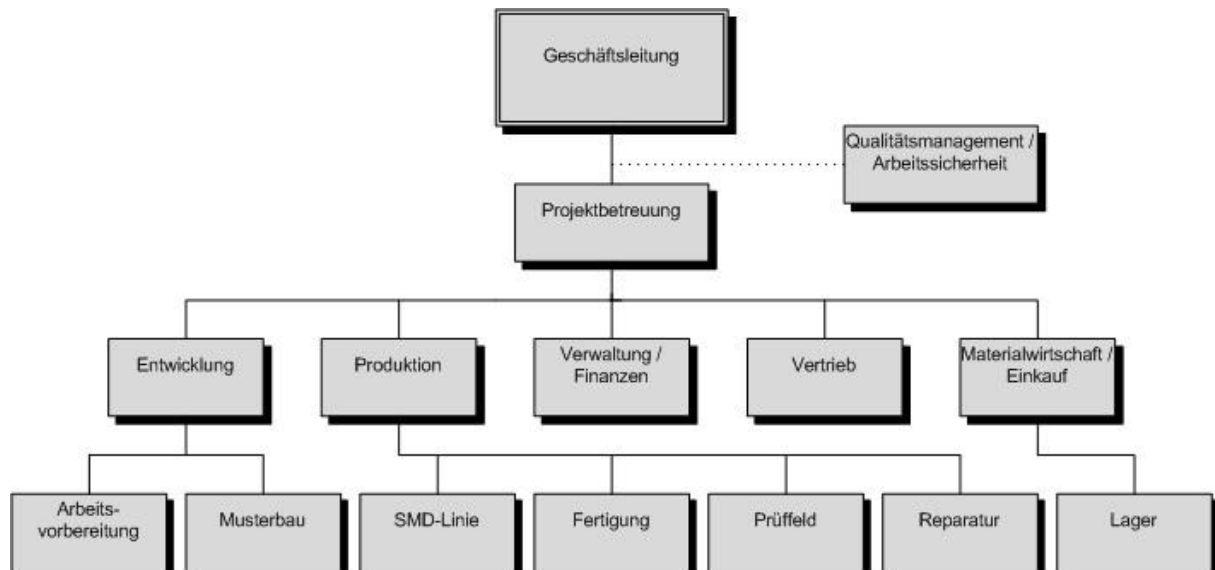 Geschäftsleitung
Qualitätsmanagement /
Arbeitssicherheit
Projektbetreuung
Entwicklung
Produktion
Verwaltung /
Finanzen
Vertrieb
Materialwirtschaft /
Einkauf
Arbeits-
vorbereitung
Musterbau
SMD-Linie
Fertigung
Prüffeld
Reparatur
Lager